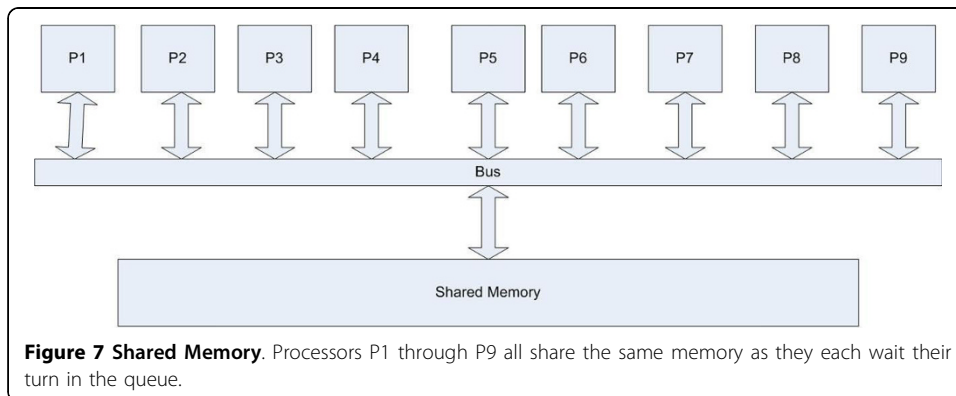 P1 P2 P3 P4 P5 P6 P7 P8 P9
Bus
Shared Memory
Figure 7 Shared Memory. Processors P1 through P9 all share the same memory as they each wait their
turn in the queue.